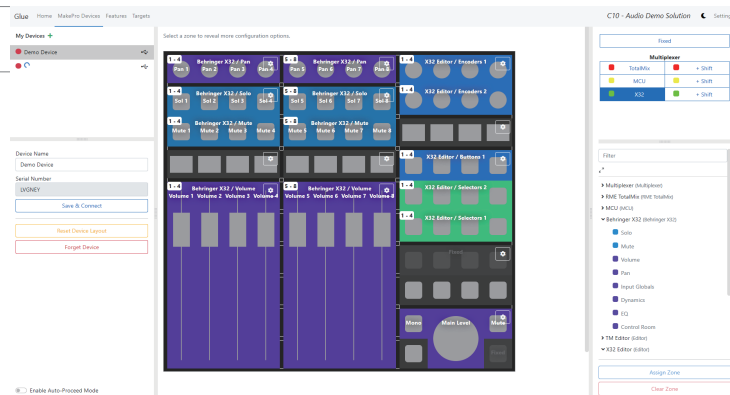 Glue Home MakePro Devices Features Targets C10 - Audio Demo Solution Settin
My Devices +
Demo Device
Device Name
Demo Device
Serial Number
LVGNEY
Save & Connect
Reset Device Layout
Forget Device
Enable Auto-Proceed Mode
Select a zone to reveal more configuration options.
1 - 4 Behringer X32 / Pan
Pan 1 Pan 2 Pan 3 Pan 4
5 - 8 Behringer X32 / Pan
Pan 5 Pan 6 Pan 7 Pan 8
1 - 4 X32 Editor / Encoders 1
1 - 4 Behringer X32 / Solo
Sol 1 Sol 2 Sol 3 Sol 4
5 - 8 Behringer X32 / Solo
Sol 5 Sol 6 Sol 7 Sol 8
1 - 4 X32 Editor / Encoders 2
1 - 4 Behringer X32 / Mute
Mute 1 Mute 2 Mute 3 Mute 4
5 - 8 Behringer X32 / Mute
Mute 5 Mute 6 Mute 7 Mute 8
1 - 4 X32 Editor / Buttons 1
1 - 4 Behringer X32 / Volume
Volume 1 Volume 2 Volume 3 Volume 4
5 - 8 Behringer X32 / Volume
Volume 5 Volume 6 Volume 7 Volume 8
1 - 4 X32 Editor / Selectors 2
1 - 4 X32 Editor / Selectors 1
Fixed
Mono Main Level Mute
Fixed
Fixed
Multiplexer
TotalMix + Shift
MCU + Shift
X32 + Shift
Filter
Multiplexer (Multiplexer)
RME TotalMix (RME TotalMix)
MCU (MCU)
Behringer X32 (Behringer X32)
Solo
Mute
Volume
Pan
Input Globals
Dynamics
EQ
Control Room
TM Editor (Editor)
X32 Editor (Editor)
Assign Zone
Clear Zone